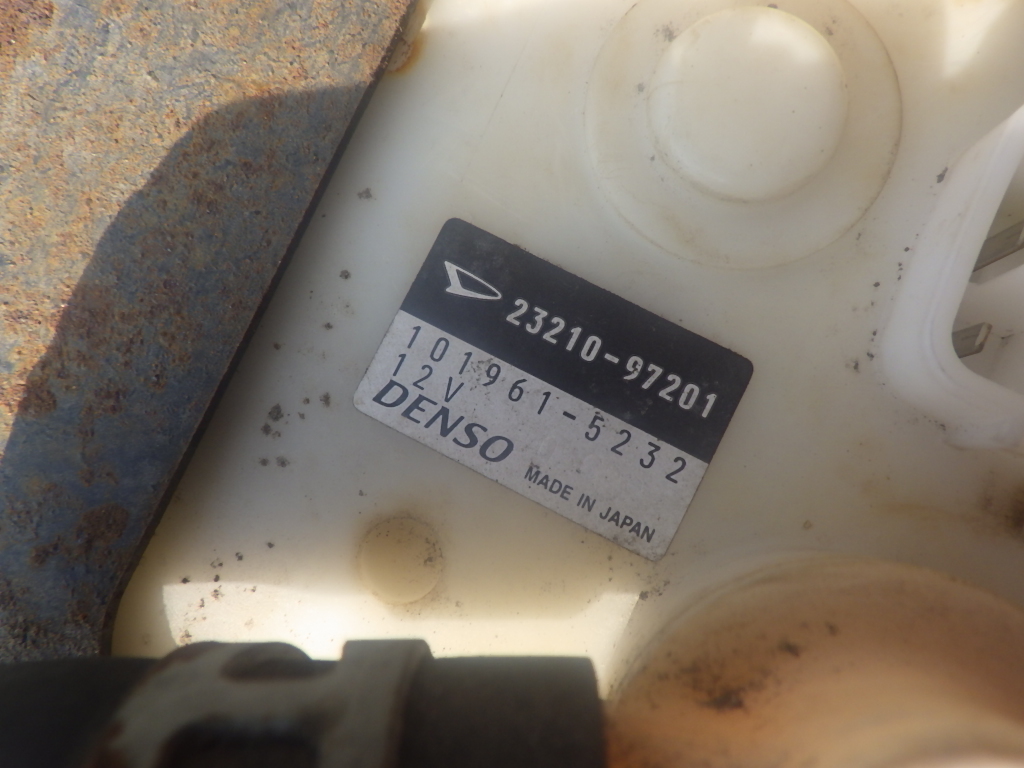 23210-97201
101961-5232
12V
DENSO
MADE IN JAPAN